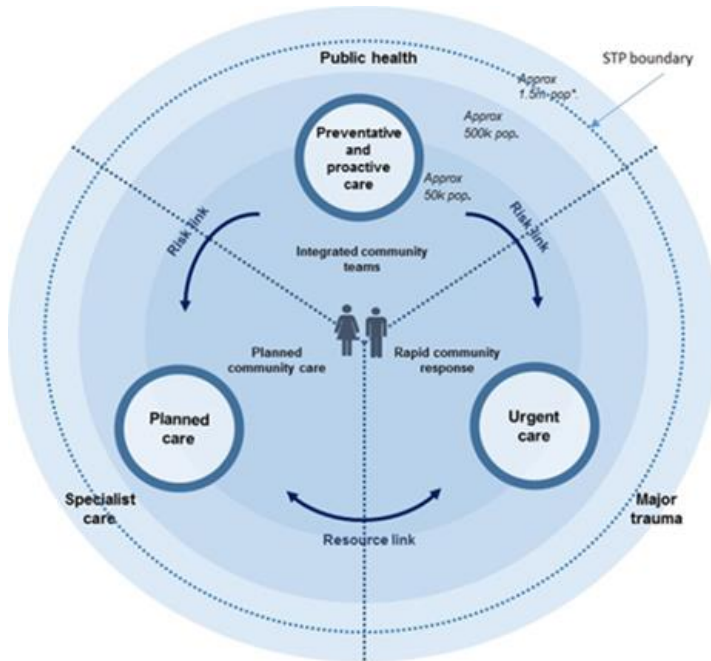 Public health
STP boundary
Approx
1.5m-pop*.
Approx
500k pop.
Preventative
and
proactive
care
Approx
50k pop.
Risk link
Risk link
Integrated community
teams
Planned
community care
Rapid community
response
Planned
care
Urgent
care
Specialist
care
Major
trauma
Resource link